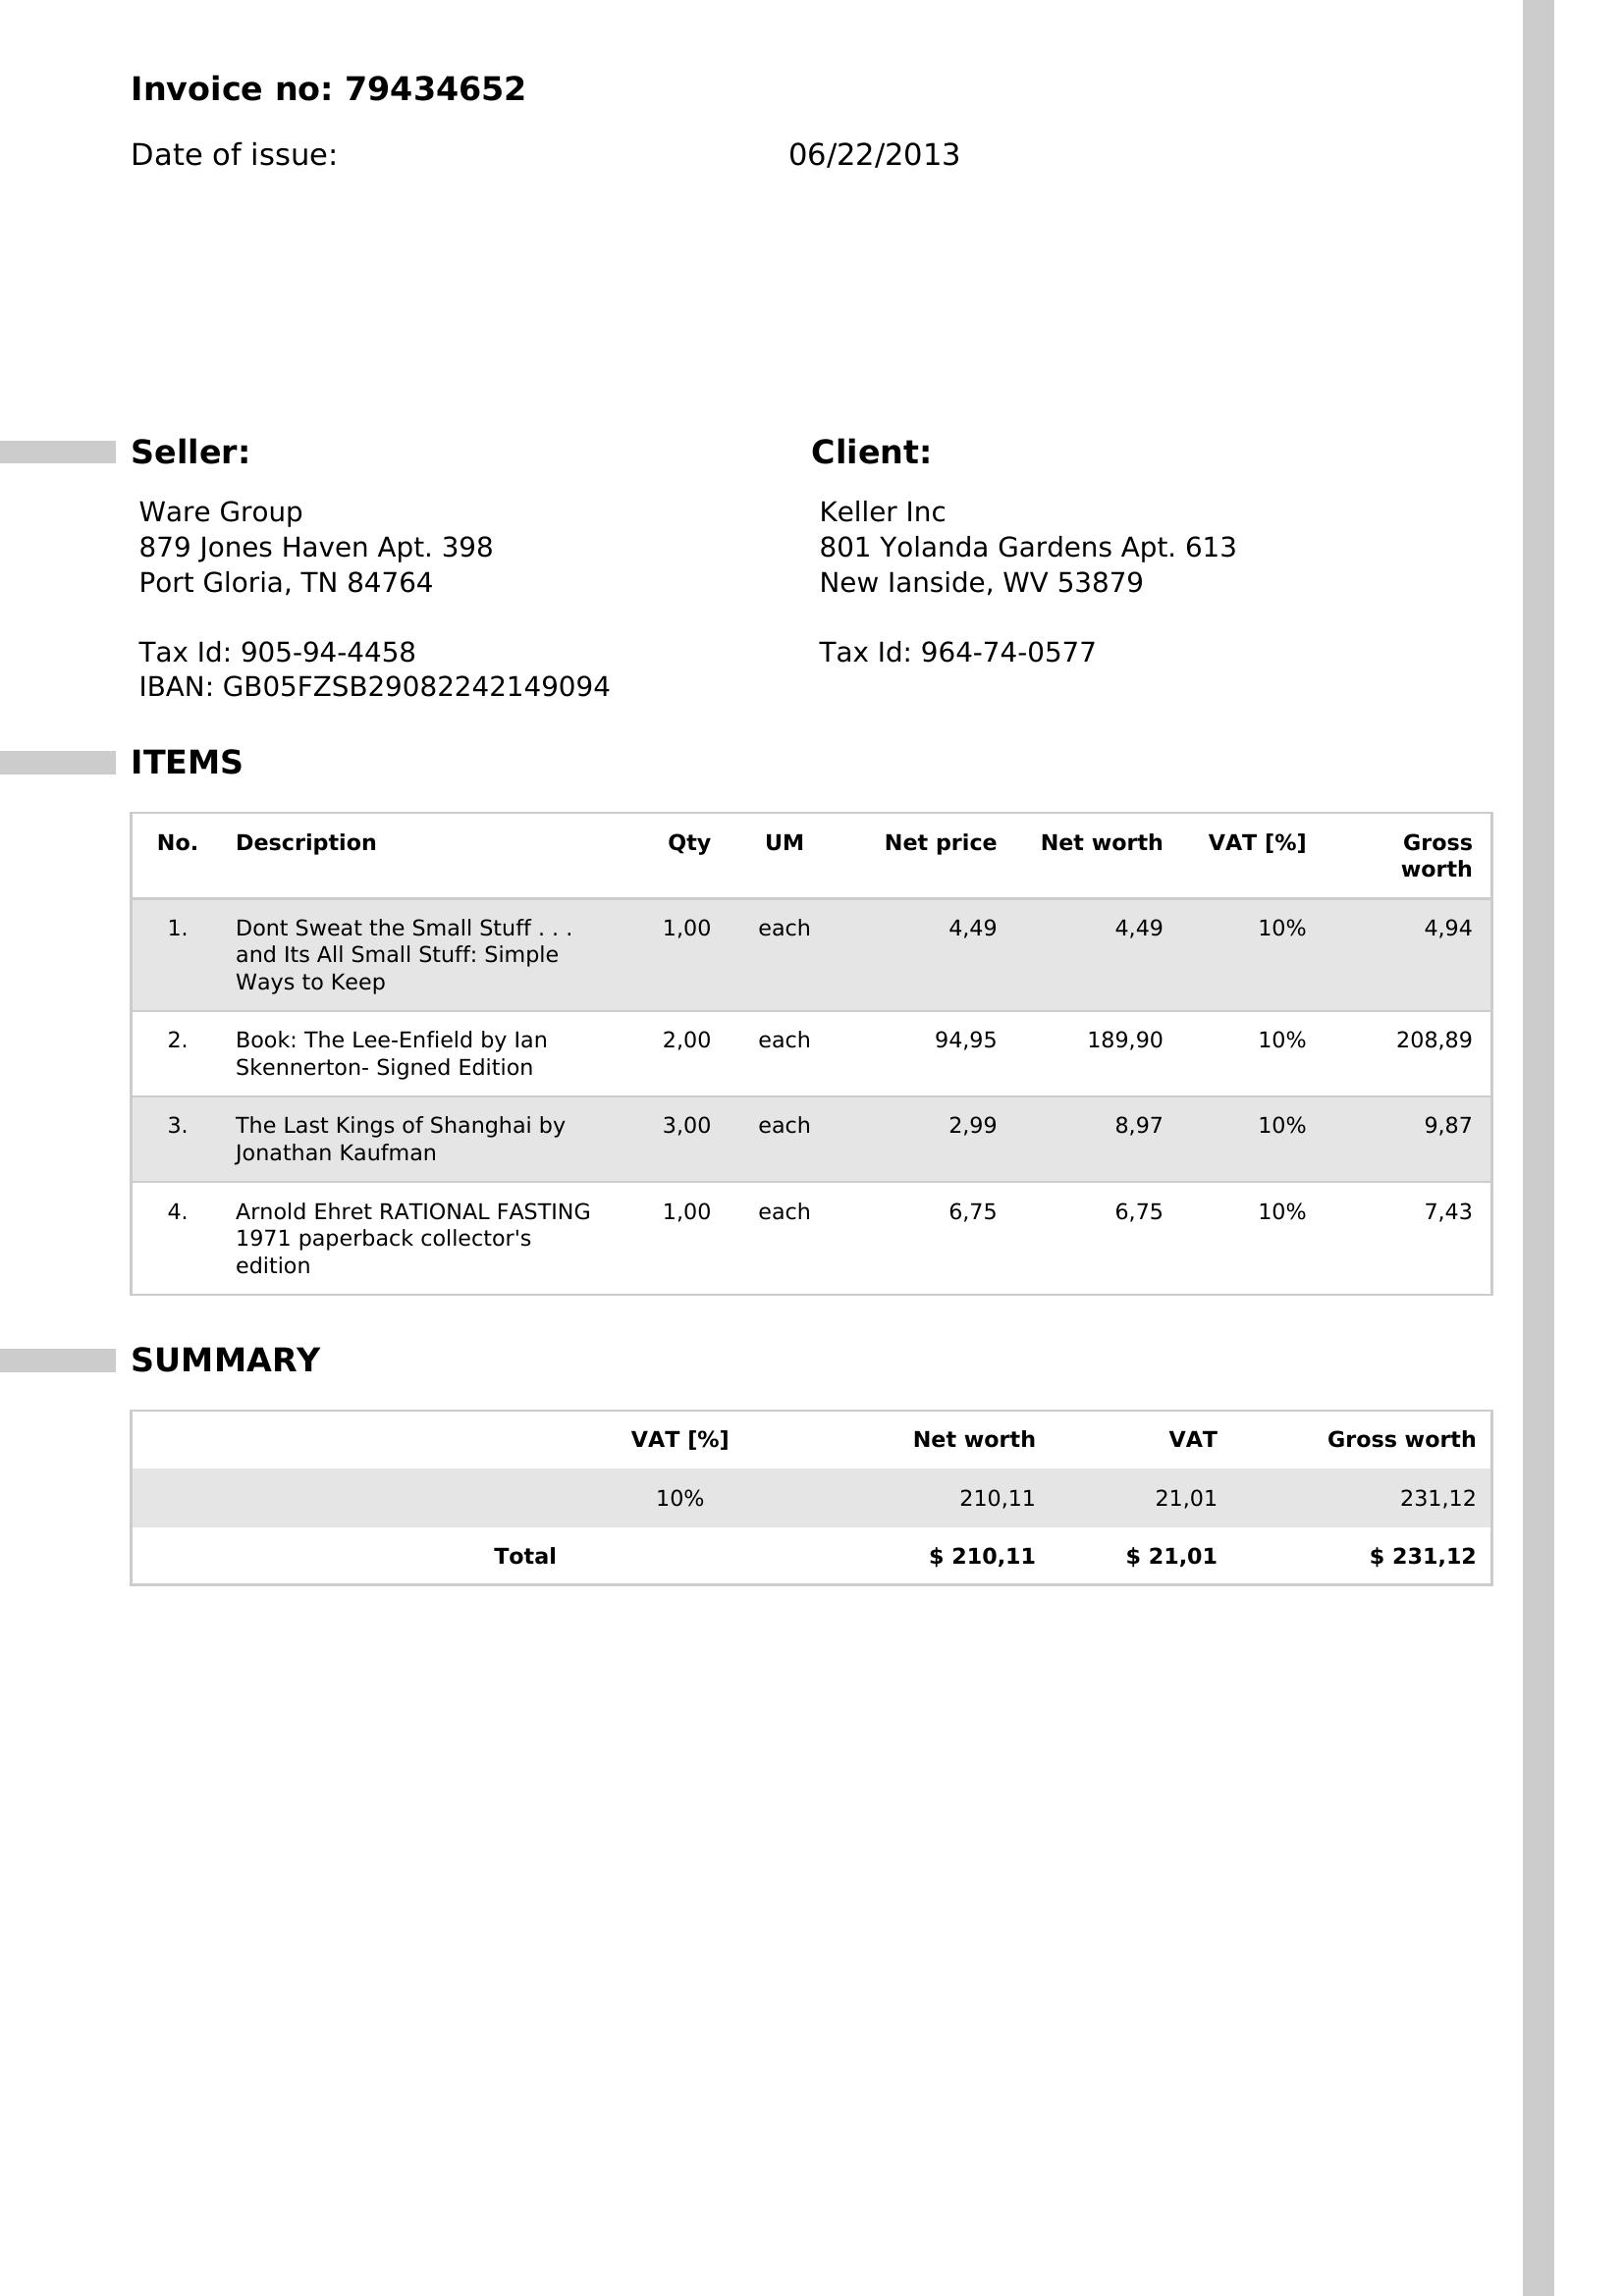 Invoice no: 79434652
Date of issue: 06/22/2013
Seller:
Ware Group
879 Jones Haven Apt. 398
Port Gloria, TN 84764
Tax Id: 905-94-4458
IBAN: GB05FZSB29082242149094
Client:
Keller Inc
801 Yolanda Gardens Apt. 613
New Ianside, WV 53879
Tax Id: 964-74-0577
ITEMS
No. Description Qty UM Net price Net worth VAT [%] Gross
worth
1. Dont Sweat the Small Stuff . . . 1,00 each 4,49 4,49 10% 4,94
and Its All Small Stuff: Simple
Ways to Keep
2. Book: The Lee-Enfield by Ian 2,00 each 94,95 189,90 10% 208,89
Skennerton- Signed Edition
3. The Last Kings of Shanghai by 3,00 each 2,99 8,97 10% 9,87
Jonathan Kaufman
4. Arnold Ehret RATIONAL FASTING 1,00 each 6,75 6,75 10% 7,43
1971 paperback collector's
edition
SUMMARY
VAT [%] Net worth VAT Gross worth
10% 210,11 21,01 231,12
Total $ 210,11 $ 21,01 $ 231,12